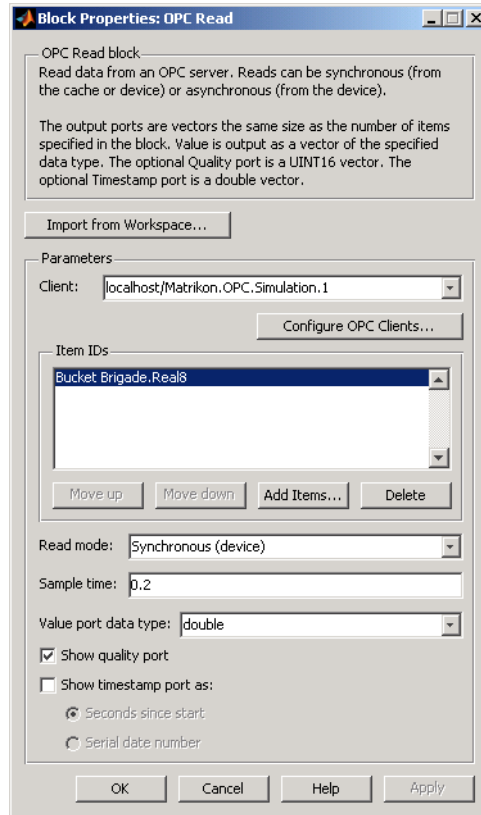 Block Properties: OPC Read
OPC Read block
Read data from an OPC server. Reads can be synchronous (from
the cache or device) or asynchronous (from the device).
The output ports are vectors the same size as the number of items
specified in the block. Value is output as a vector of the specified
data type. The optional Quality port is a UINT16 vector. The
optional Timestamp port is a double vector.
Import from Workspace...
Parameters
Client: localhost/Matrikon.OPC.Simulation.1
Configure OPC Clients...
Item IDs
Bucket Brigade.Real8
Move up Move down Add Items... Delete
Read mode: Synchronous (device)
Sample time: 0.2
Value port data type: double
Show quality port
Show timestamp port as:
Seconds since start
Serial date number
OK Cancel Help Apply